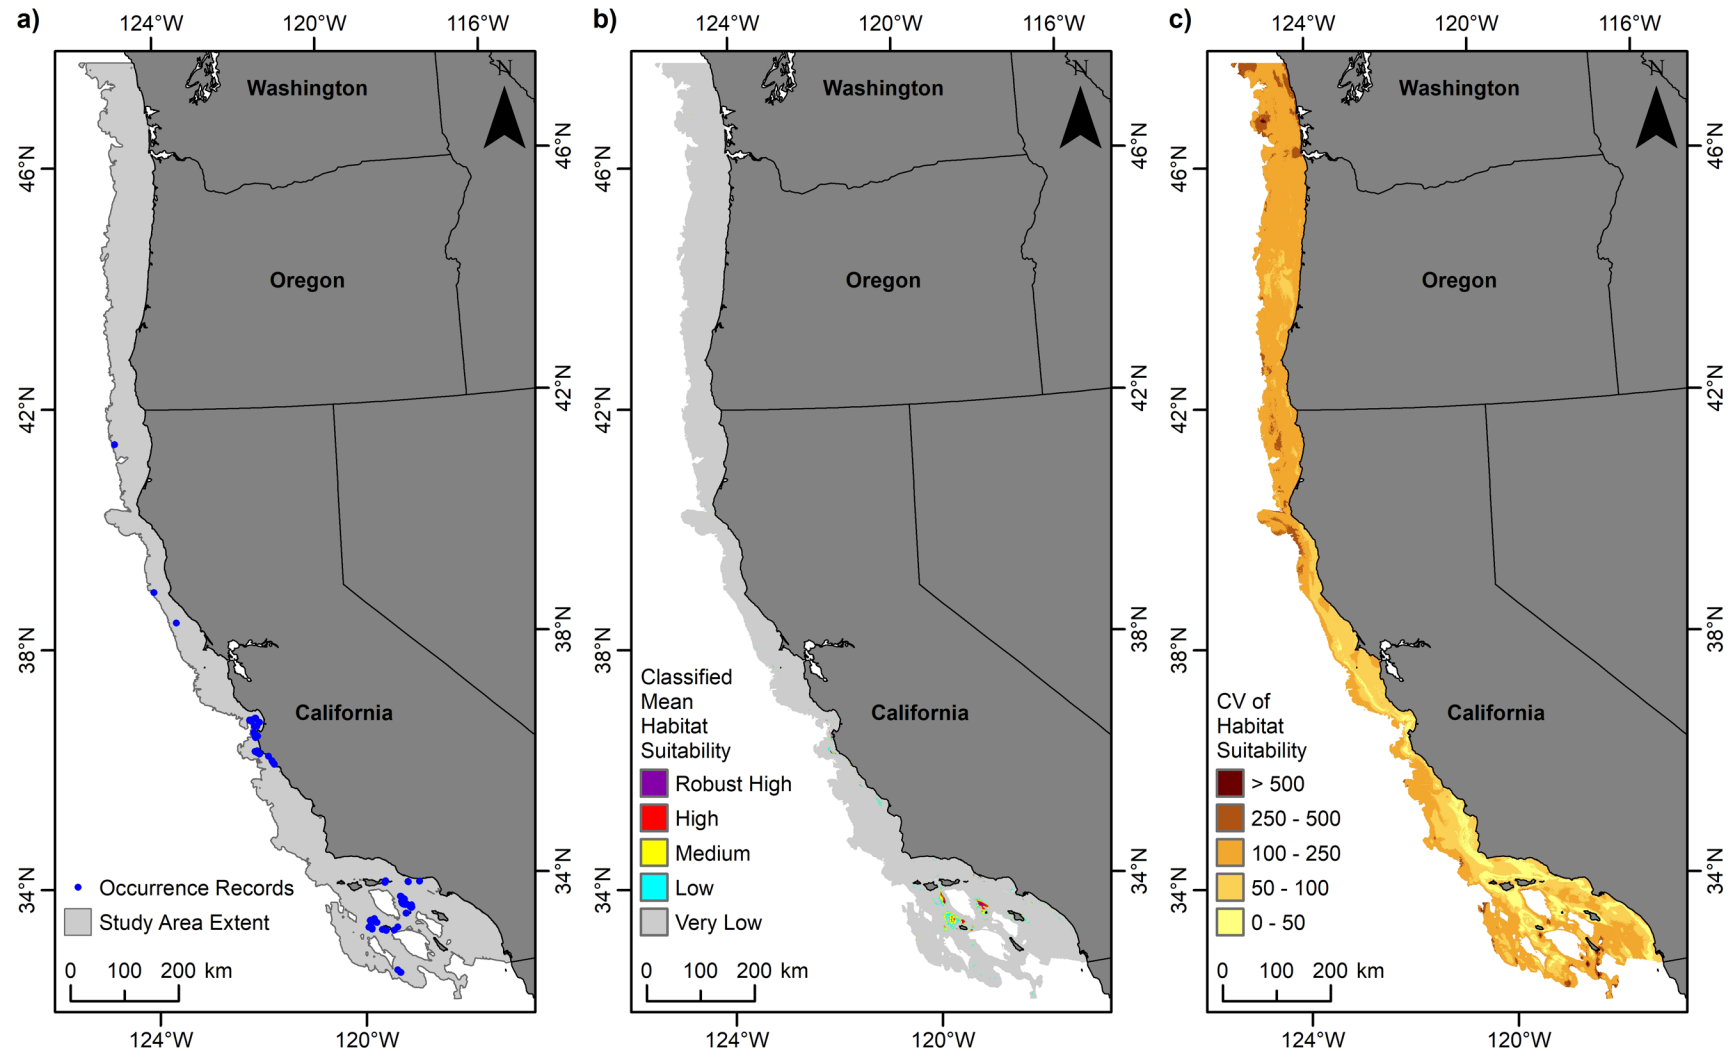 a)
124°W 120°W 116°W
N
Washington
Oregon
California
46°N
42°N
38°N
34°N
46°N
42°N
38°N
34°N
Occurrence Records
Study Area Extent
0 100 200 km
124°W 120°W
b)
124°W 120°W 116°W
N
Washington
Oregon
California
46°N
42°N
38°N
34°N
46°N
42°N
38°N
34°N
Classified
Mean
Habitat
Suitability
Robust High
High
Medium
Low
Very Low
0 100 200 km
124°W 120°W
c)
124°W 120°W 116°W
N
Washington
Oregon
California
46°N
42°N
38°N
34°N
46°N
42°N
38°N
34°N
CV of
Habitat
Suitability
> 500
250 - 500
100 - 250
50 - 100
0 - 50
0 100 200 km
124°W 120°W